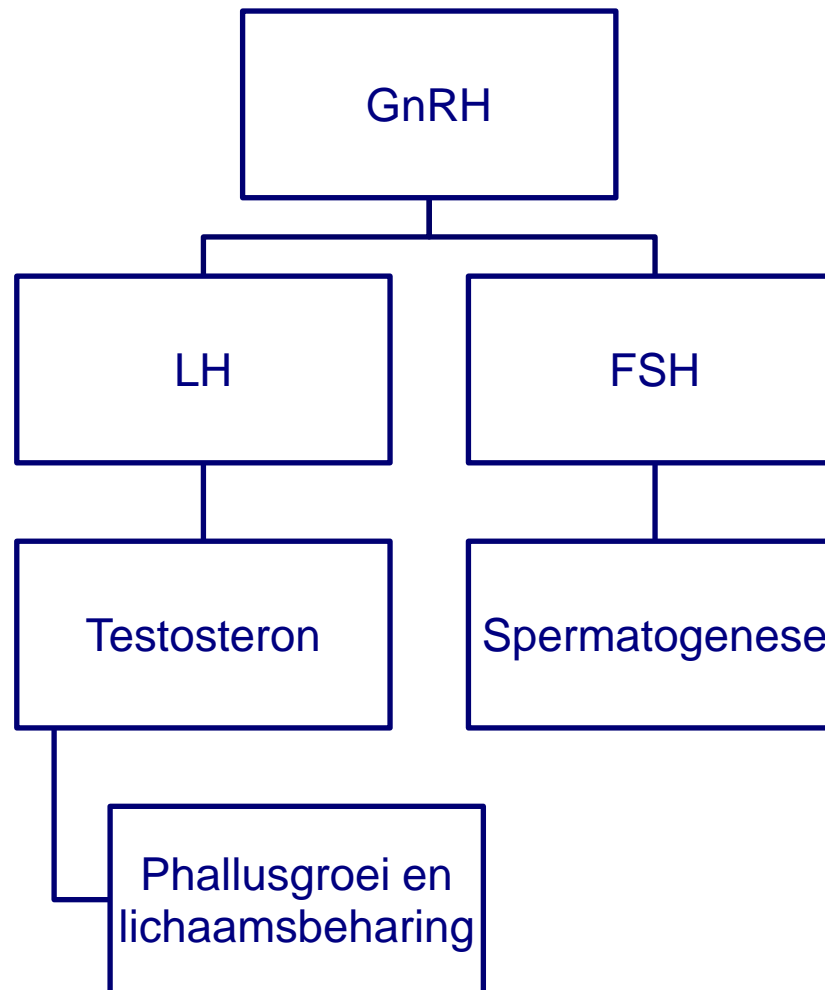 GnRH
LH
FSH
Testosteron
Spermatogenese
Phallusgroei en
lichaamsbeharing